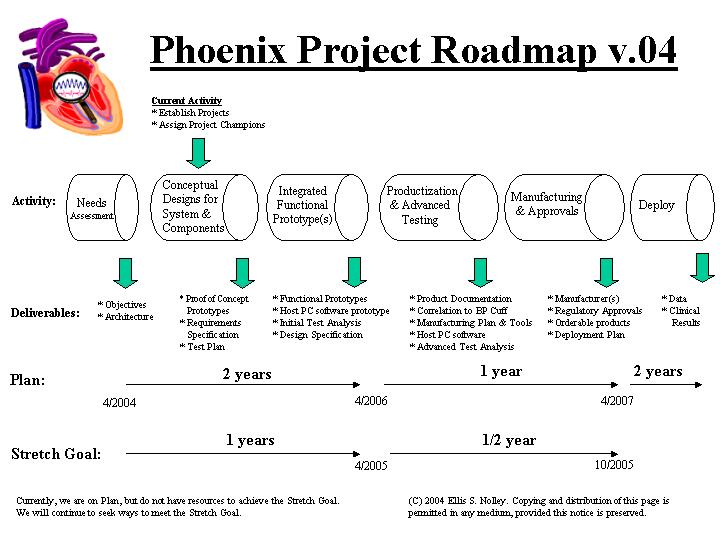 Phoenix Project Roadmap v.04
Current Activity
* Establish Projects
* Assign Project Champions
Activity:
Needs
Assessment
Conceptual
Designs for
System &
Components
Integrated
Functional
Prototype(s)
Productization
& Advanced
Testing
Manufacturing
& Approvals
Deploy
Deliverables:
* Objectives
* Architecture
* Proof of Concept
Prototypes
* Requirements
Specification
* Test Plan
* Functional Prototypes
* Host PC software prototype
* Initial Test Analysis
* Design Specification
* Product Documentation
* Correlation to BP Cuff
* Manufacturing Plan & Tools
* Host PC software
* Advanced Test Analysis
* Manufacturer(s)
* Regulatory Approvals
* Orderable products
* Deployment Plan
* Data
* Clinical
Results
Plan:
2 years
1 year
2 years
4/2004
4/2006
4/2007
Stretch Goal:
1 years
1/2 year
4/2005
10/2005
Currently, we are on Plan, but do not have resources to achieve the Stretch Goal.
We will continue to seek ways to meet the Stretch Goal.
(C) 2004 Ellis S. Nolley. Copying and distribution of this page is
permitted in any medium, provided this notice is preserved.